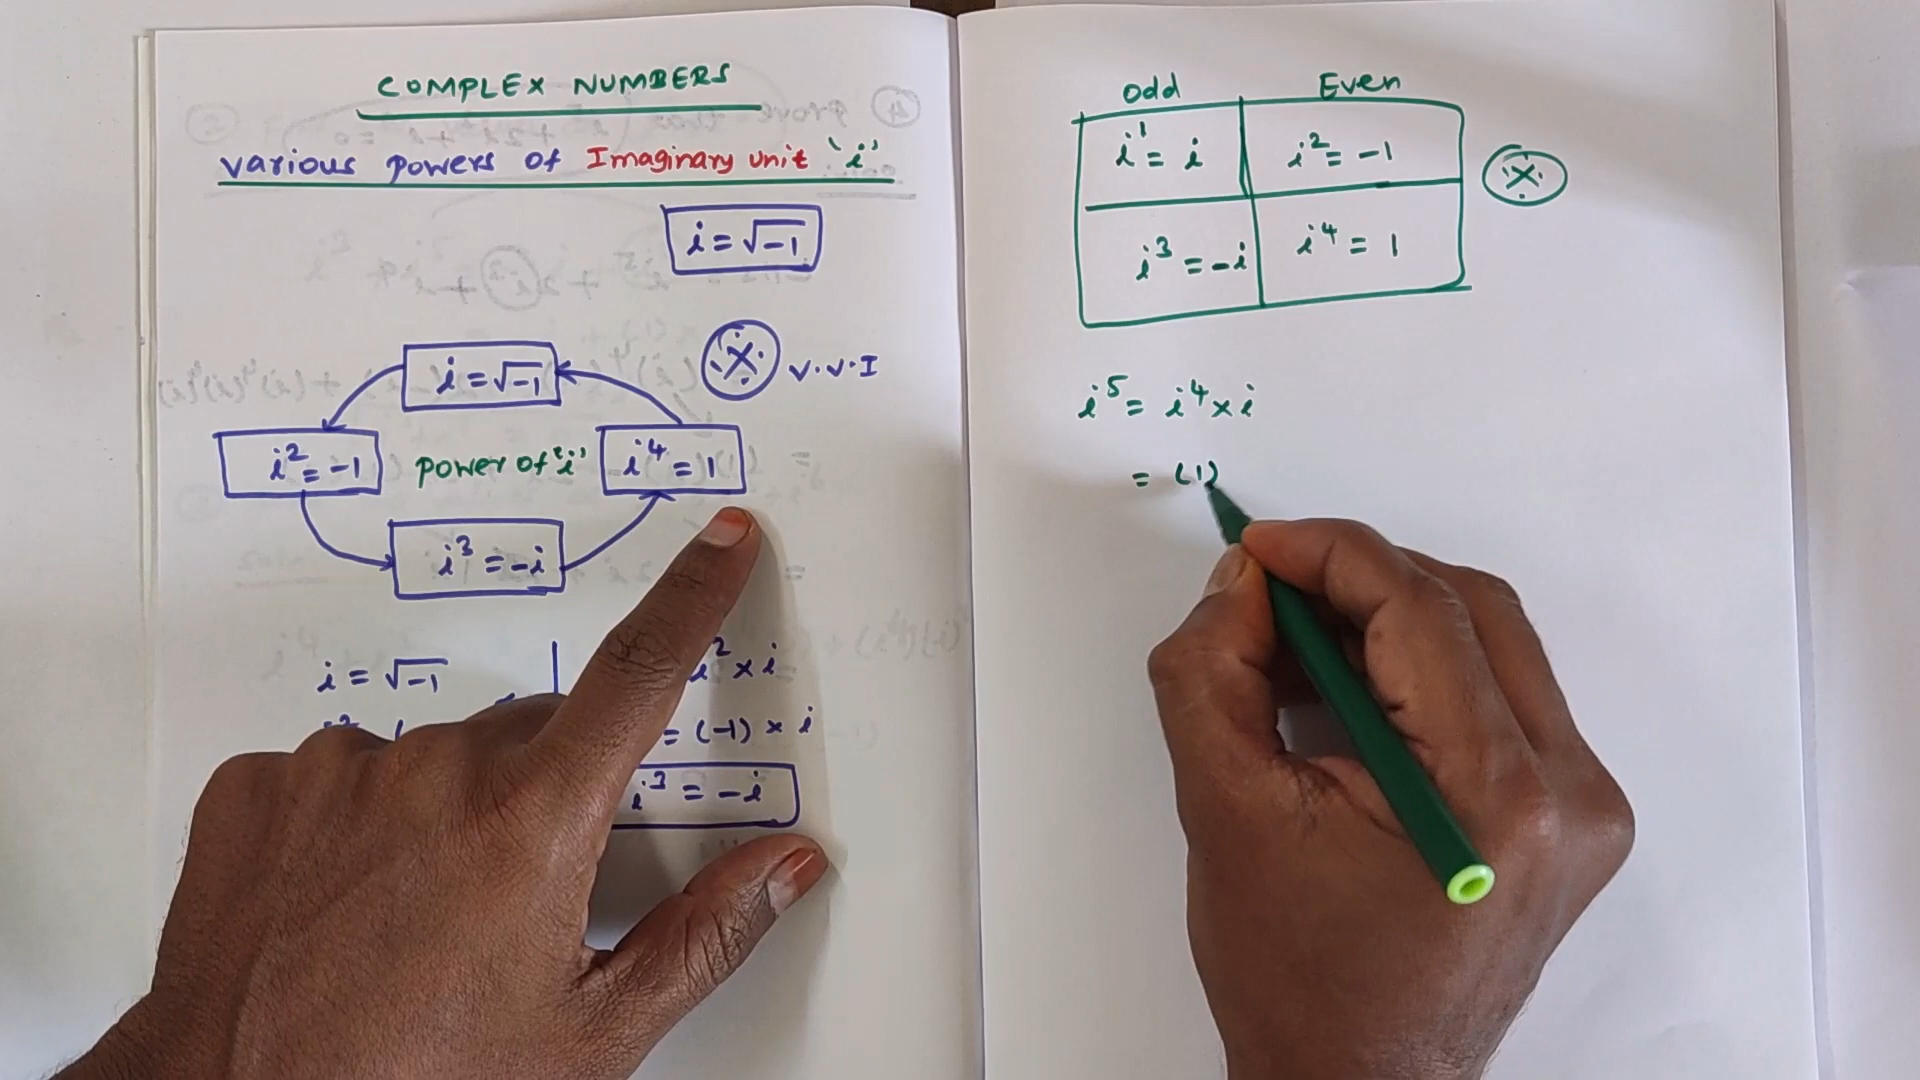 COMPLEX NUMBERS
various powers of Imaginary unit 'i'
i = √-1
i = √-1
V.V.I
i² = -1
power of 'i'
i⁴ = 1
i³ = -i
i = √-1
i² × i
= (-1) × i
i³ = -i
odd Even
i¹ = i i² = -1
i³ = -i i⁴ = 1
i⁵ = i⁴ × i
= (1)